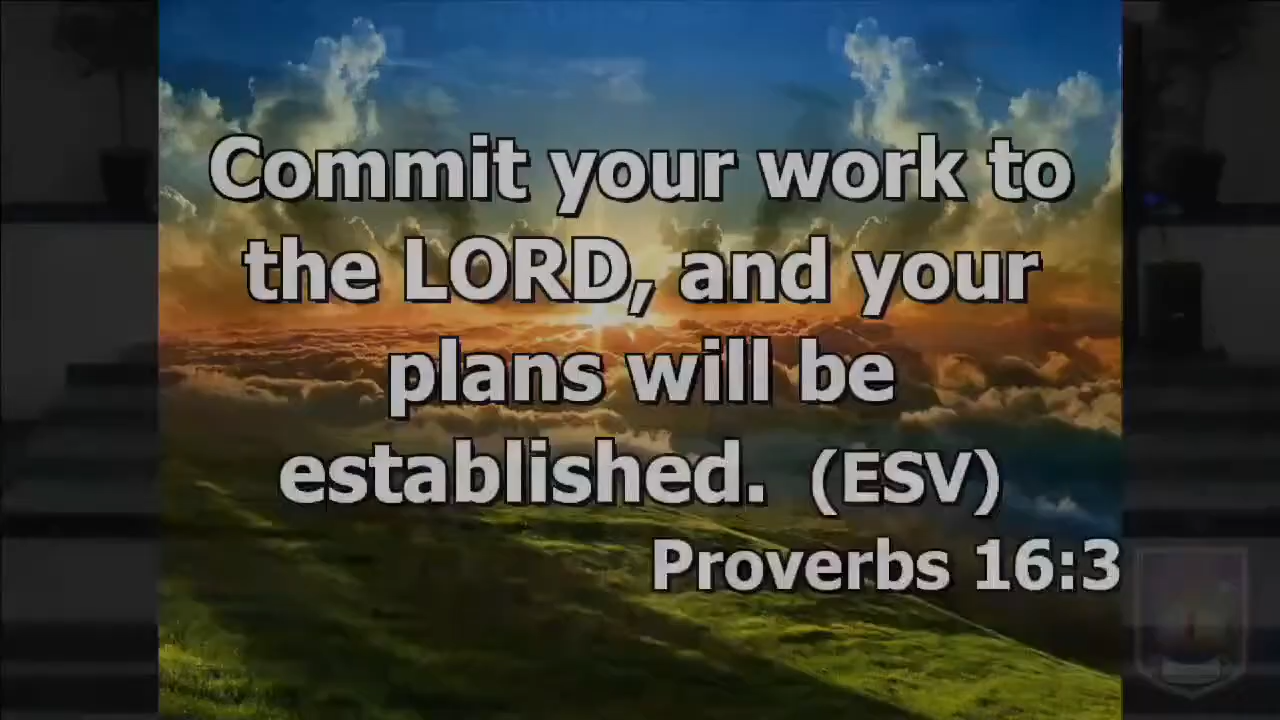 Commit your work to
the LORD, and your
plans will be
established.  (ESV)
Proverbs 16:3